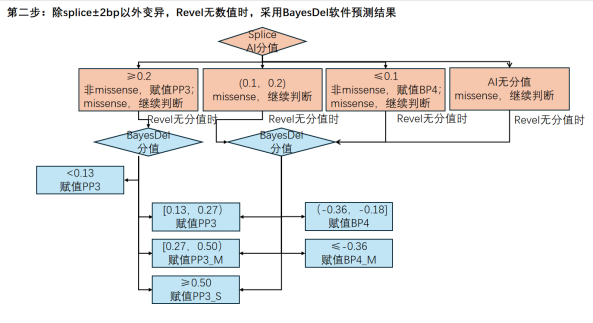 第二步：除splice±2bp以外变异，Revel无数值时，采用BayesDel软件预测结果
Splice
AI分值
≥0.2
非missense，赋值PP3;
missense，继续判断
(0.1，0.2)
missense，继续判断
≤0.1
非missense，赋值BP4;
missense，继续判断
AI无分值
missense，继续判断
Revel无分值时
Revel无分值时
Revel无分值时
Revel无分值时
BayesDel
分值
BayesDel
分值
<0.13
赋值PP3
[0.13，0.27)
赋值PP3
(-0.36，-0.18]
赋值BP4
[0.27，0.50)
赋值PP3_M
≤-0.36
赋值BP4_M
≥0.50
赋值PP3_S